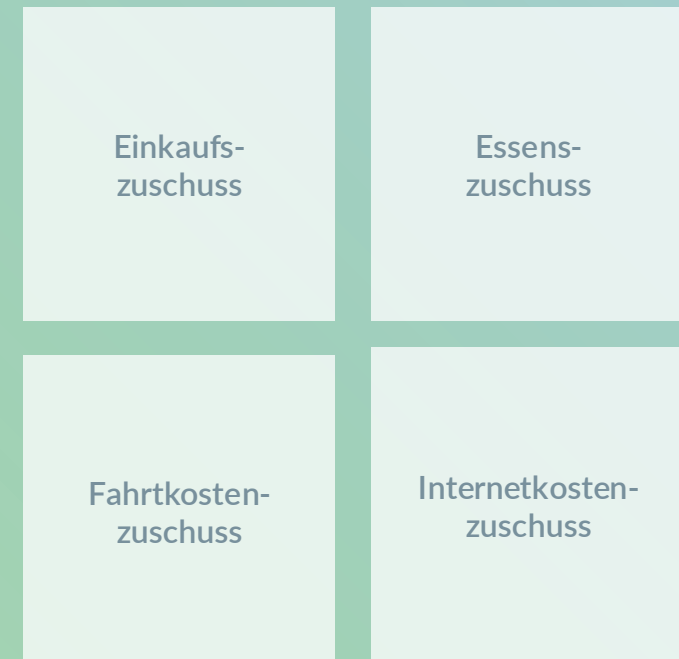 Einkaufs-
zuschuss
Essens-
zuschuss
Fahrtkosten-
zuschuss
Internetkosten-
zuschuss